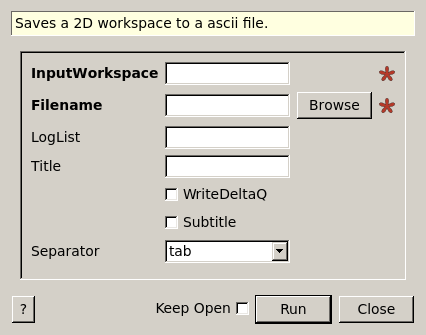 Saves a 2D workspace to a ascii file.
InputWorkspace
Filename Browse
LogList
Title
WriteDeltaQ
Subtitle
Separator tab
? Keep Open Run Close